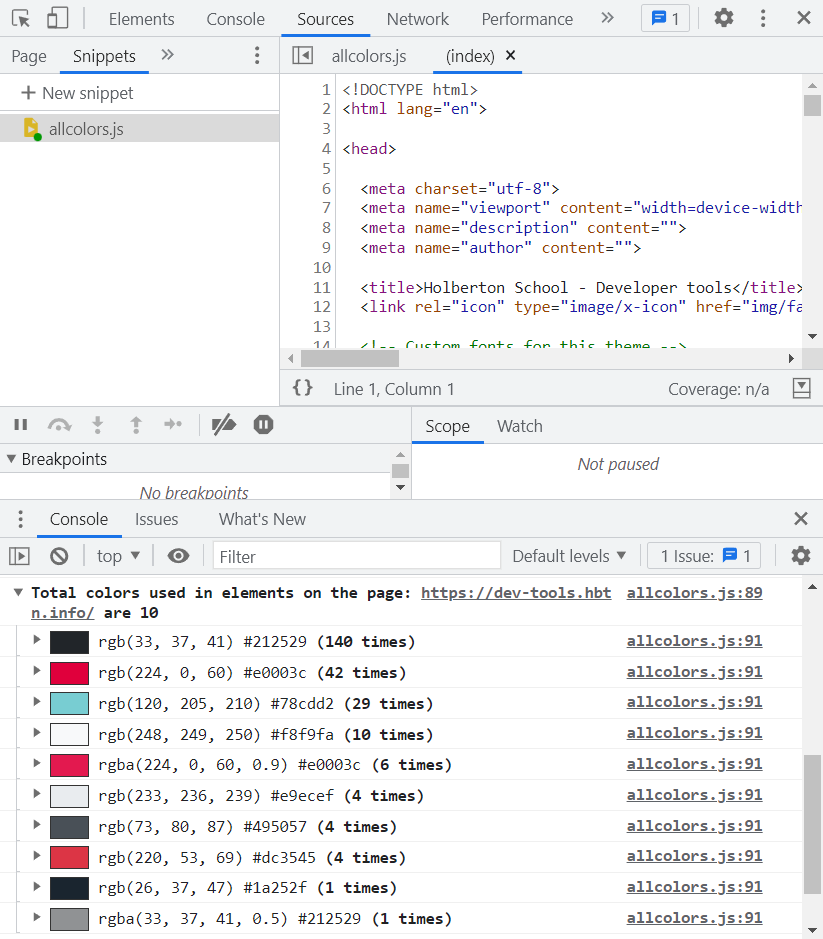 Elements Console Sources Network Performance 1
Page Snippets
allcolors.js (index)
New snippet
allcolors.js
1 <!DOCTYPE html>
2 <html lang="en">
3
4 <head>
5
6 <meta charset="utf-8">
7 <meta name="viewport" content="width=device-width
8 <meta name="description" content="">
9 <meta name="author" content="">
10
11 <title>Holberton School - Developer tools</title>
12 <link rel="icon" type="image/x-icon" href="img/fa
13
14 <!-- Custom fonts for this theme -->
{} Line 1, Column 1 Coverage: n/a
Scope Watch
Breakpoints
Not paused
No breakpoints
Console Issues What's New
top Filter Default levels 1 Issue: 1
Total colors used in elements on the page: https://dev-tools.hbt allcolors.js:89
n.info/ are 10
rgb(33, 37, 41) #212529 (140 times) allcolors.js:91
rgb(224, 0, 60) #e0003c (42 times) allcolors.js:91
rgb(120, 205, 210) #78cdd2 (29 times) allcolors.js:91
rgb(248, 249, 250) #f8f9fa (10 times) allcolors.js:91
rgba(224, 0, 60, 0.9) #e0003c (6 times) allcolors.js:91
rgb(233, 236, 239) #e9ecef (4 times) allcolors.js:91
rgb(73, 80, 87) #495057 (4 times) allcolors.js:91
rgb(220, 53, 69) #dc3545 (4 times) allcolors.js:91
rgb(26, 37, 47) #1a252f (1 times) allcolors.js:91
rgba(33, 37, 41, 0.5) #212529 (1 times) allcolors.js:91